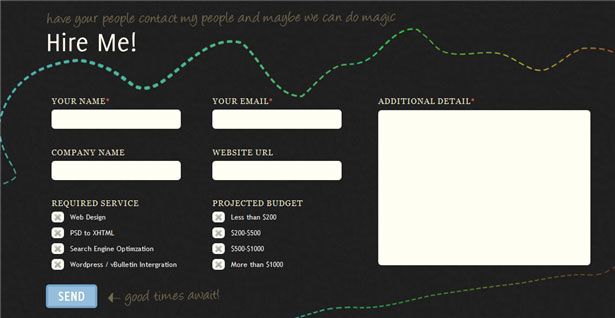 have your people contact my people and maybe we can do magic
Hire Me!
YOUR NAME*
YOUR EMAIL*
ADDITIONAL DETAIL*
COMPANY NAME
WEBSITE URL
REQUIRED SERVICE
PROJECTED BUDGET
Web Design
Less than $200
PSD to XHTML
$200-$500
Search Engine Optimzation
$500-$1000
Wordpress / vBulletin Intergration
More than $1000
SEND
good times await!